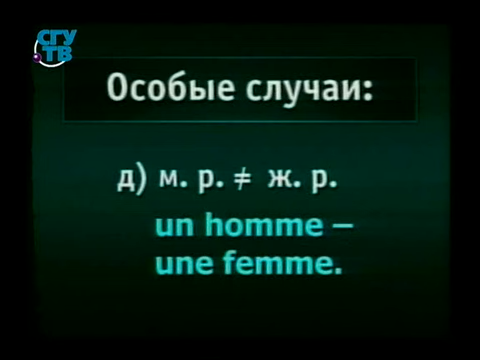 СГУ
ТВ
Особые случаи:
д) м. р. ≠ ж. р.
un homme –
une femme.